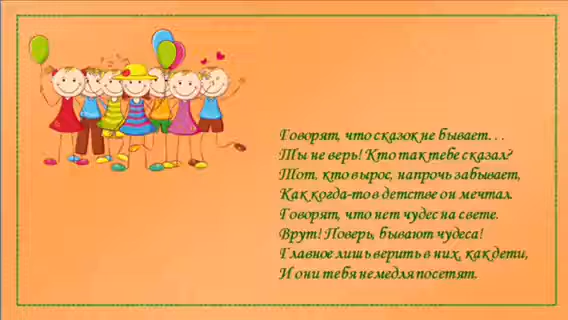 Говорят, что сказок не бывает. . .
Ты не верь! Кто так тебе сказал?
Тот, кто вырос, напрочь забывает,
Как когда-то в детстве он мечтал.
Говорят, что нет чудес на свете.
Врут! Поверь, бывают чудеса!
Главное лишь верить в них, как дети,
И они тебя немедля посетят.